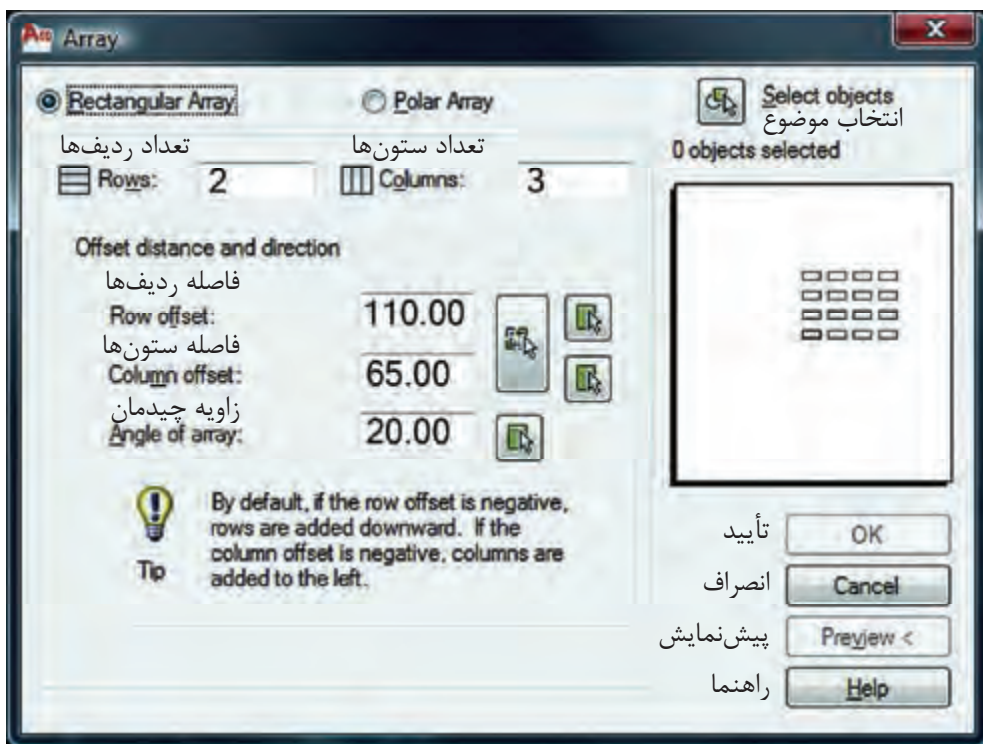 Array
Rectangular Array
Polar Array
Select objects
انتخاب موضوع
0 objects selected
تعداد ردیف‌ها
تعداد ستون‌ها
Rows: 2
Columns: 3
Offset distance and direction
فاصله ردیف‌ها
Row offset: 110.00
فاصله ستون‌ها
Column offset: 65.00
زاویه چیدمان
Angle of array: 20.00
Tip
By default, if the row offset is negative,
rows are added downward. If the
column offset is negative, columns are
added to the left.
تأیید OK
انصراف Cancel
پیش‌نمایش Preview <
راهنما Help